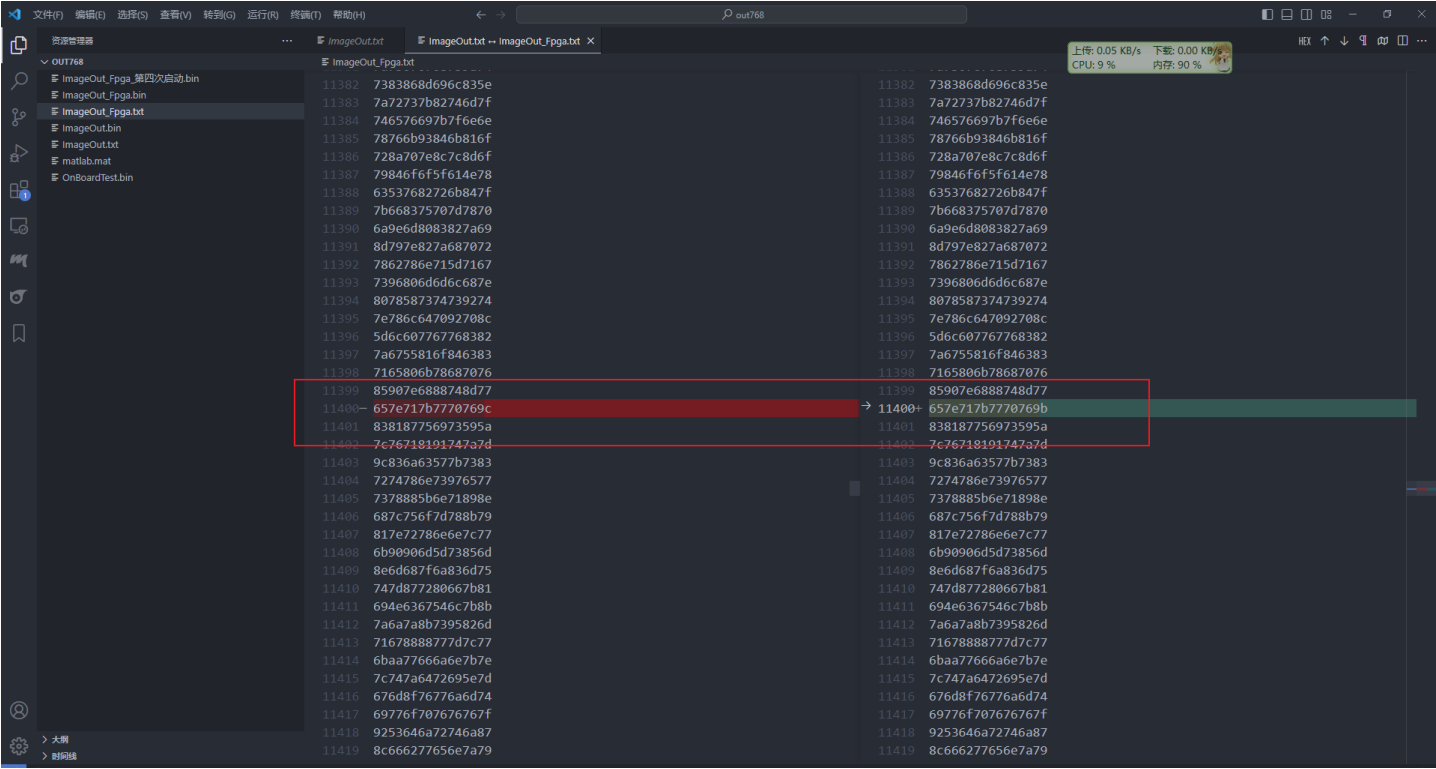 文件(F) 编辑(E) 选择(S) 查看(V) 转到(G) 运行(R) 终端(T) 帮助(H) out768
资源管理器 ImageOut.txt ImageOut.txt ↔ ImageOut_Fpga.txt HEX
上传: 0.05 KB/s 下载: 0.00 KB/s
CPU: 9 % 内存: 90 %
OUT768
ImageOut_Fpga.txt
ImageOut_Fpga_第四次启动.bin
ImageOut_Fpga.bin
ImageOut_Fpga.txt
ImageOut.bin
ImageOut.txt
matlab.mat
OnBoardTest.bin
1
11382 7383868d696c835e 11382 7383868d696c835e
11383 7a72737b82746d7f 11383 7a72737b82746d7f
11384 746576697b7f6e6e 11384 746576697b7f6e6e
11385 78766b93846b816f 11385 78766b93846b816f
11386 728a707e8c7c8d6f 11386 728a707e8c7c8d6f
11387 79846f6f5f614e78 11387 79846f6f5f614e78
11388 63537682726b847f 11388 63537682726b847f
11389 7b668375707d7870 11389 7b668375707d7870
11390 6a9e6d8083827a69 11390 6a9e6d8083827a69
11391 8d797e827a687072 11391 8d797e827a687072
11392 7862786e715d7167 11392 7862786e715d7167
11393 7396806d6d6c687e 11393 7396806d6d6c687e
11394 8078587374739274 11394 8078587374739274
11395 7e786c647092708c 11395 7e786c647092708c
11396 5d6c607767768382 11396 5d6c607767768382
11397 7a6755816f846383 11397 7a6755816f846383
11398 7165806b78687076 11398 7165806b78687076
11399 85907e6888748d77 11399 85907e6888748d77
11400− 657e717b7770769c → 11400+ 657e717b7770769b
11401 838187756973595a 11401 838187756973595a
11402 7c76718191747a7d 11402 7c76718191747a7d
11403 9c836a63577b7383 11403 9c836a63577b7383
11404 7274786e73976577 11404 7274786e73976577
11405 7378885b6e71898e 11405 7378885b6e71898e
11406 687c756f7d788b79 11406 687c756f7d788b79
11407 817e72786e6e7c77 11407 817e72786e6e7c77
11408 6b90906d5d73856d 11408 6b90906d5d73856d
11409 8e6d687f6a836d75 11409 8e6d687f6a836d75
11410 747d877280667b81 11410 747d877280667b81
11411 694e6367546c7b8b 11411 694e6367546c7b8b
11412 7a6a7a8b7395826d 11412 7a6a7a8b7395826d
11413 71678888777d7c77 11413 71678888777d7c77
11414 6baa77666a6e7b7e 11414 6baa77666a6e7b7e
11415 7c747a6472695e7d 11415 7c747a6472695e7d
11416 676d8f76776a6d74 11416 676d8f76776a6d74
11417 69776f707676767f 11417 69776f707676767f
11418 9253646a72746a87 11418 9253646a72746a87
11419 8c666277656e7a79 11419 8c666277656e7a79
大纲
时间线